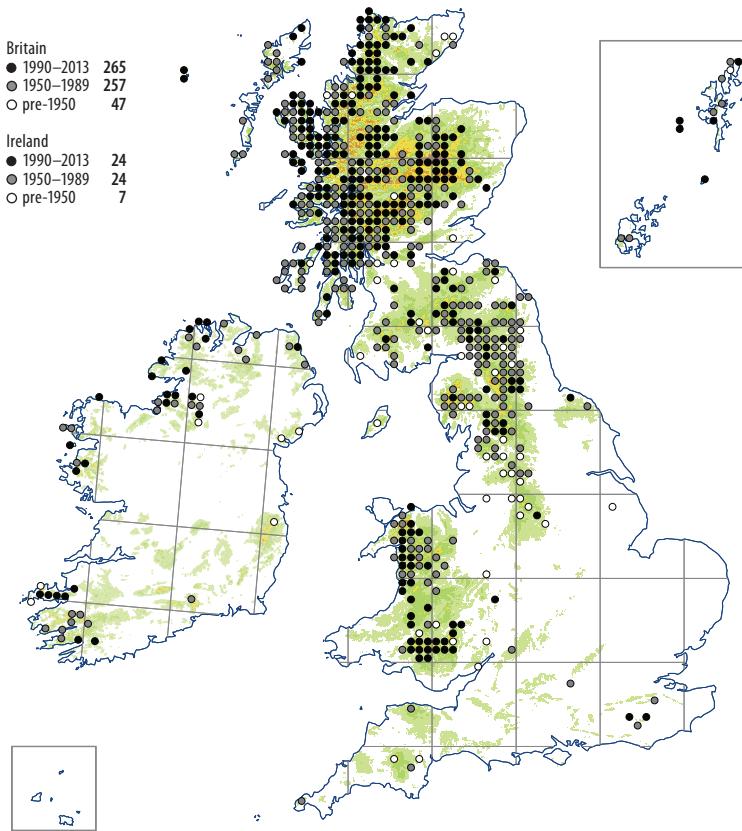 Britain
1990–2013 265
1950–1989 257
pre-1950 47
Ireland
1990–2013 24
1950–1989 24
pre-1950 7